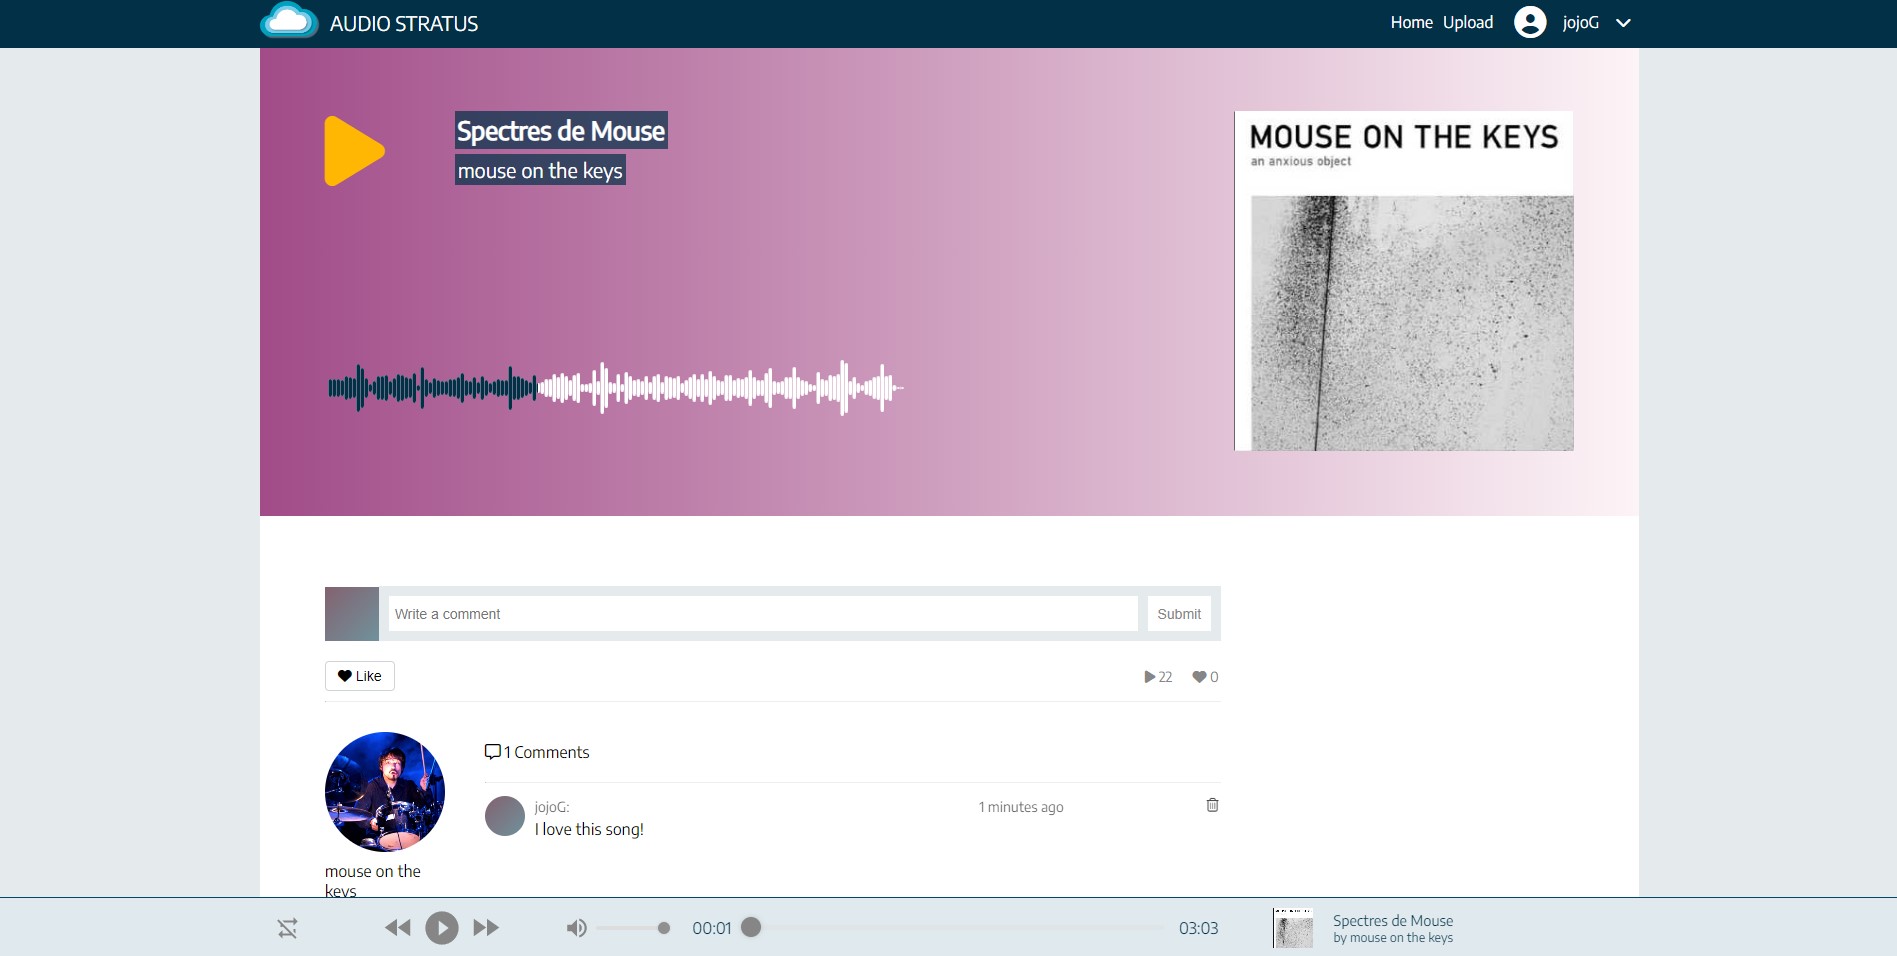 AUDIO STRATUS
Home Upload jojoG
Spectres de Mouse
mouse on the keys
MOUSE ON THE KEYS
an anxious object
Write a comment
Submit
Like
22 0
1 Comments
jojoG:
1 minutes ago
I love this song!
mouse on the
keys
00:01
03:03
Spectres de Mouse
by mouse on the keys